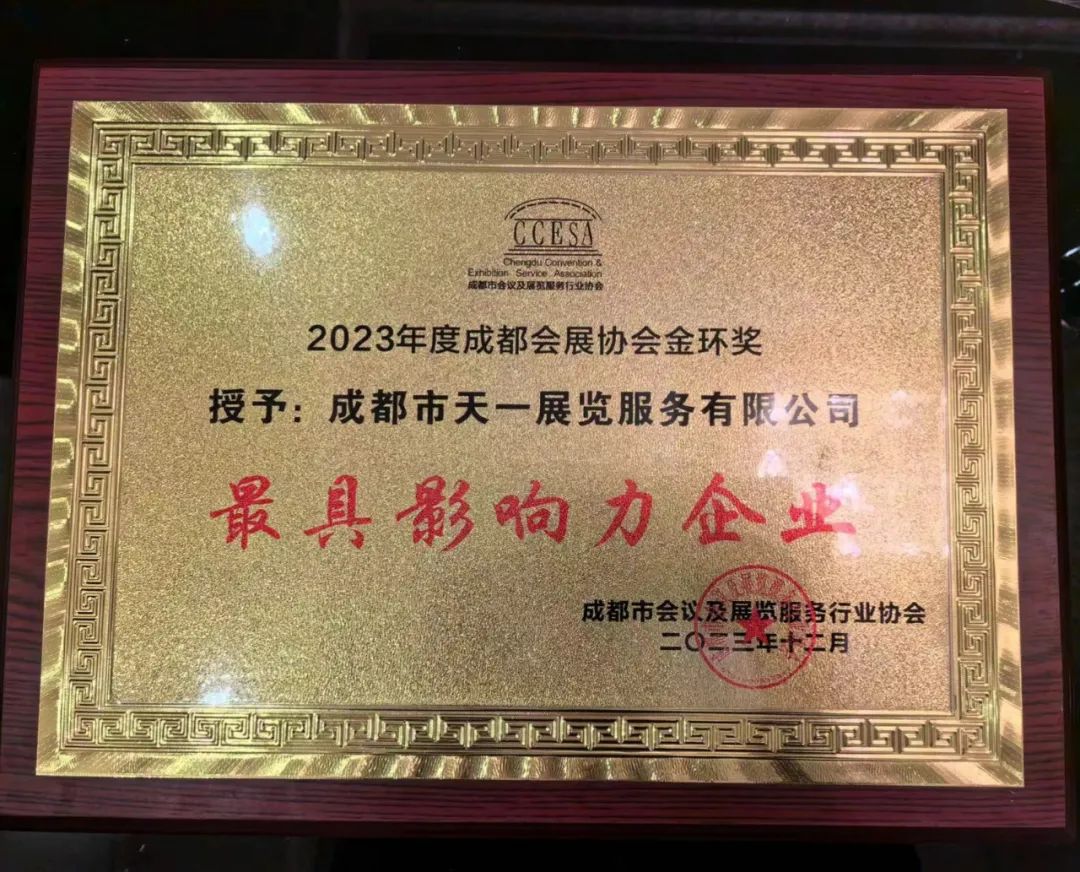 CCESA
Chengdu Convention &
Exhibition Service Association
成都市会议及展览服务行业协会
2023年度成都会展协会金环奖
授予：成都市天一展览服务有限公司
最具影响力企业
成都市会议及展览服务行业协会
二〇二三年十二月